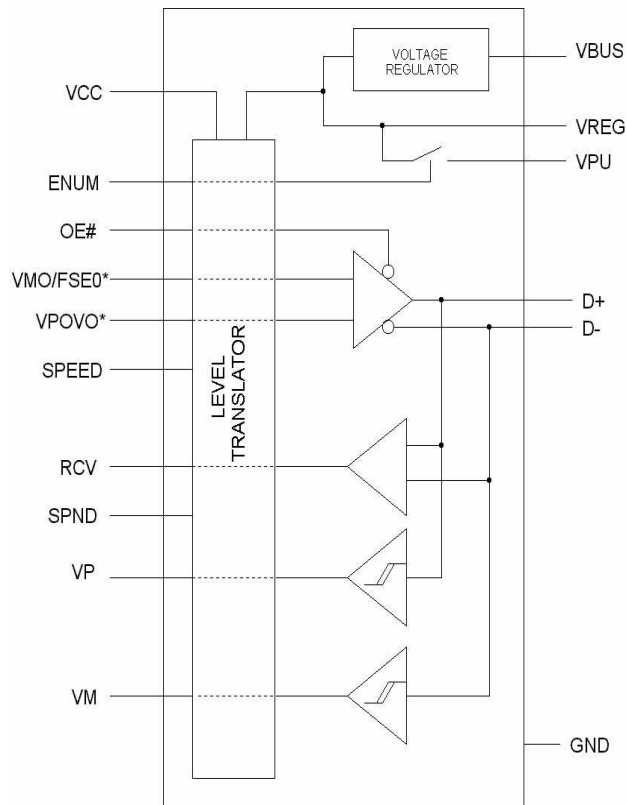 VOLTAGE
REGULATOR
VBUS
VCC
VREG
VPU
ENUM
OE#
VMO/FSE0*
D+
VPOVO*
D-
SPEED
LEVEL
TRANSLATOR
RCV
SPND
VP
VM
GND